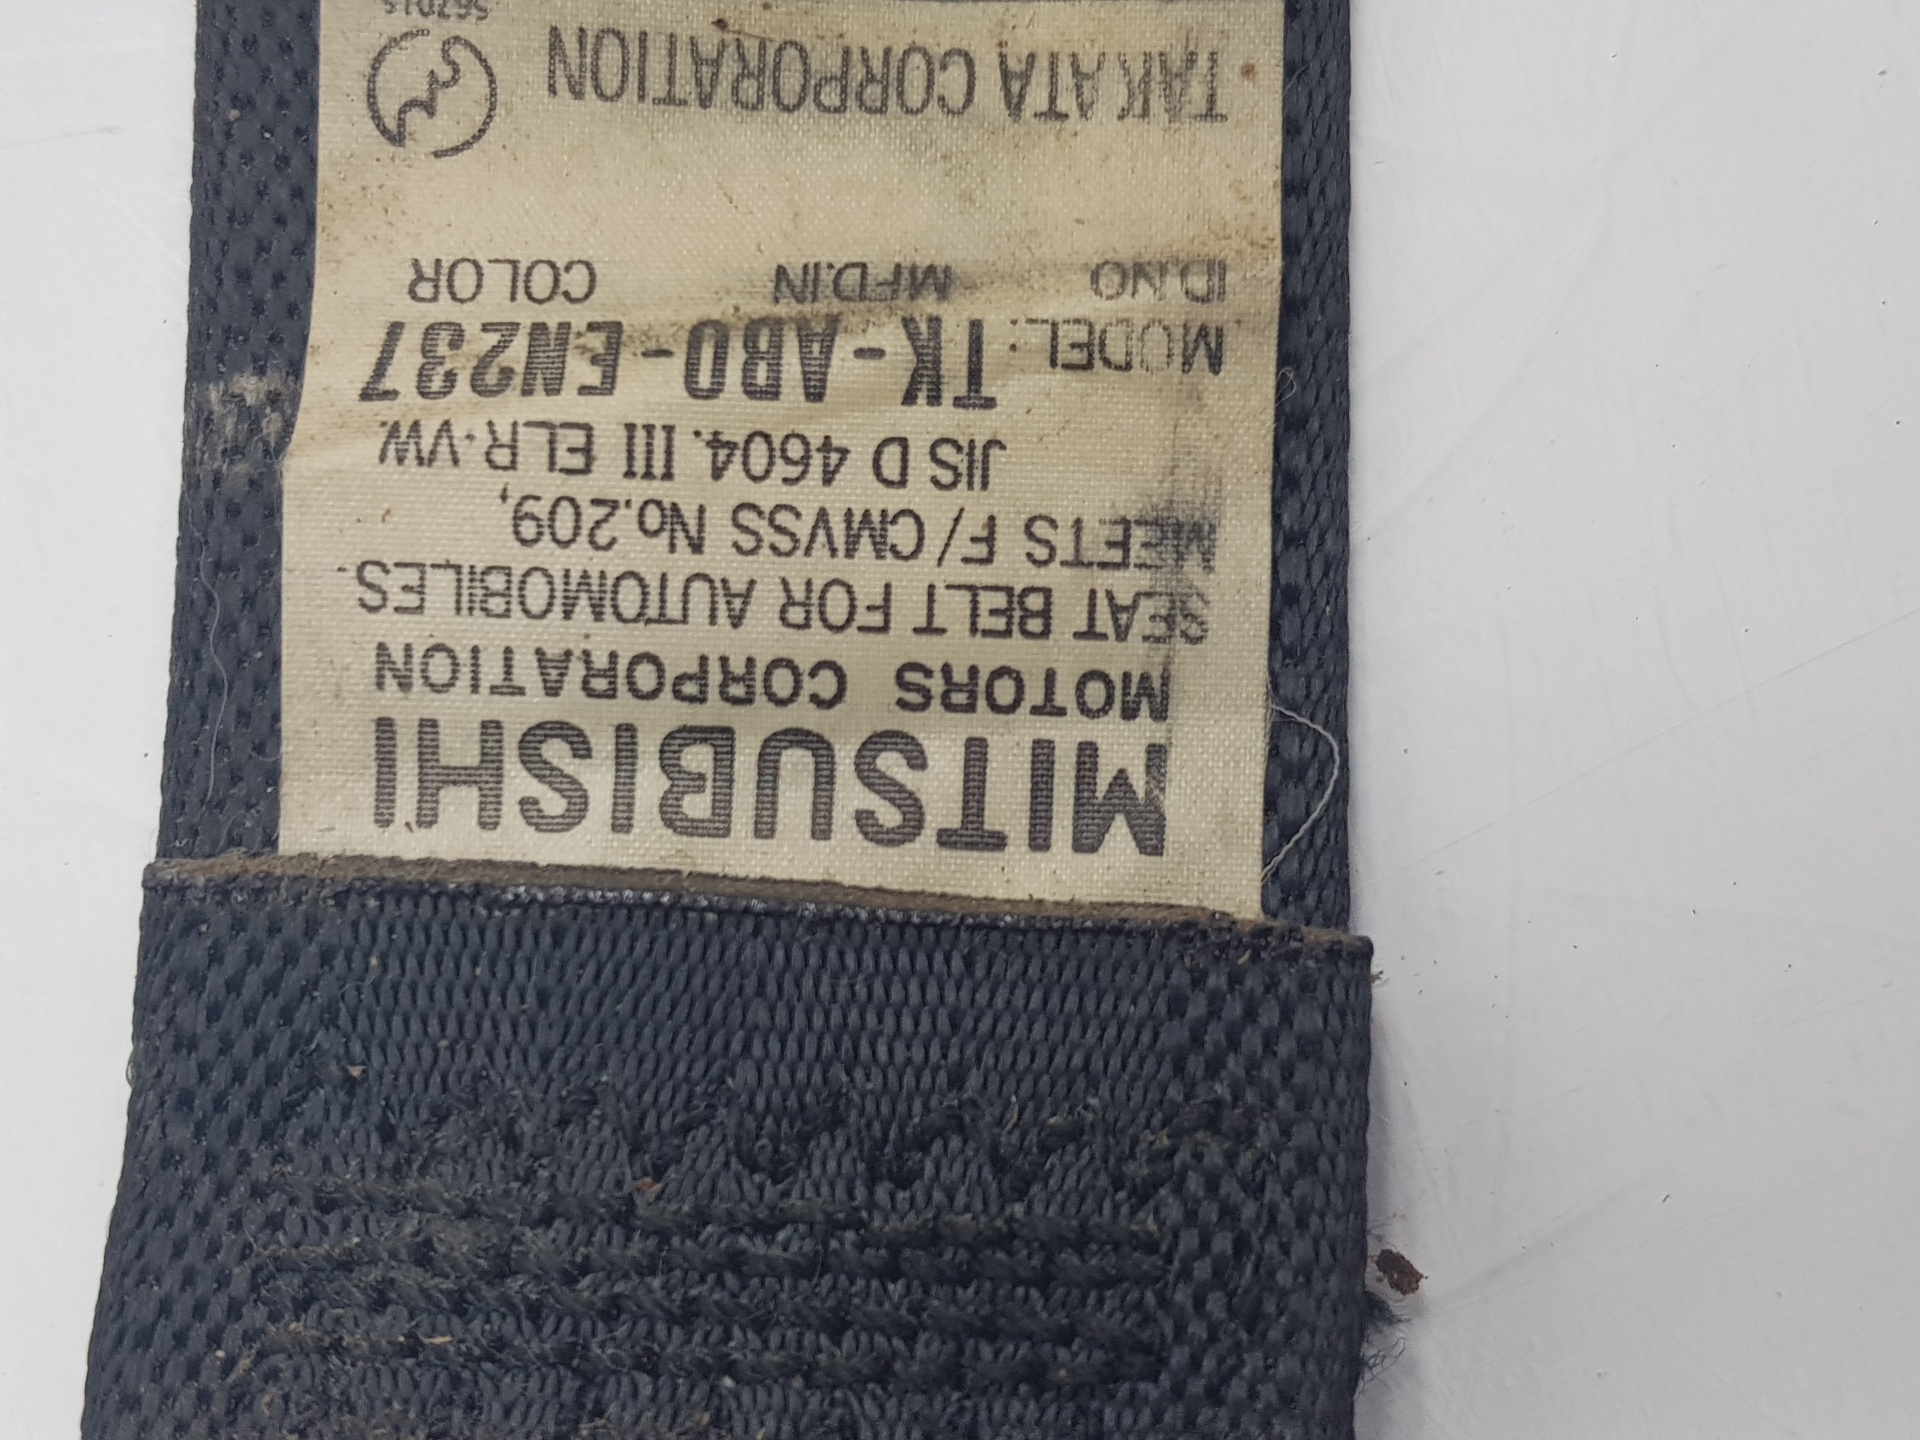 MITSUBISHI
MOTORS CORPORATION
SEAT BELT FOR AUTOMOBILES.
MEETS F/CMVSS No.209,
JIS D 4604. III ELR·VW
MODEL: TK-AB0-EN237
ID.NO MFD.IN COLOR
TAKATA CORPORATION